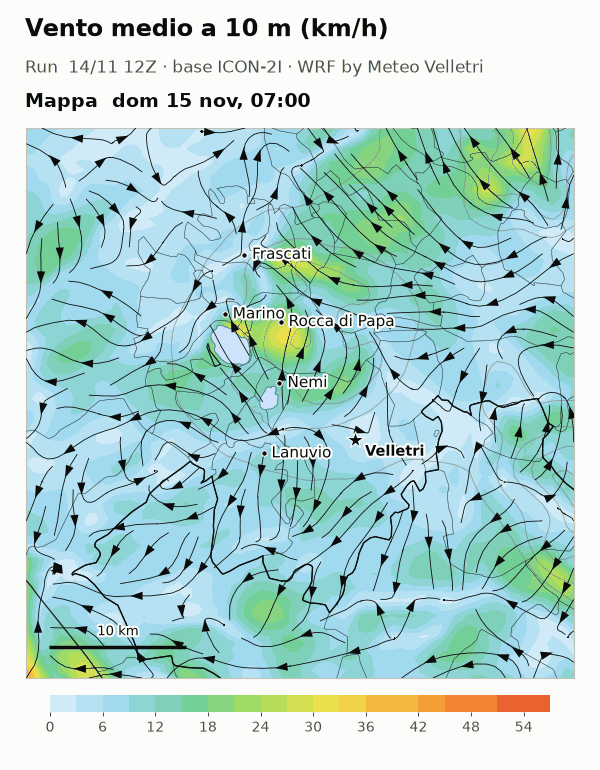 Vento medio a 10 m (km/h)
Run  14/11 12Z · base ICON-2I · WRF by Meteo Velletri
Mappa  dom 15 nov, 07:00
Frascati
Marino
Rocca di Papa
Nemi
Velletri
Lanuvio
10 km
0 6 12 18 24 30 36 42 48 54